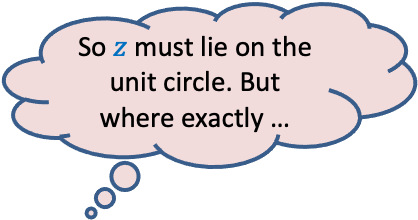 So z must lie on the
unit circle. But
where exactly ...